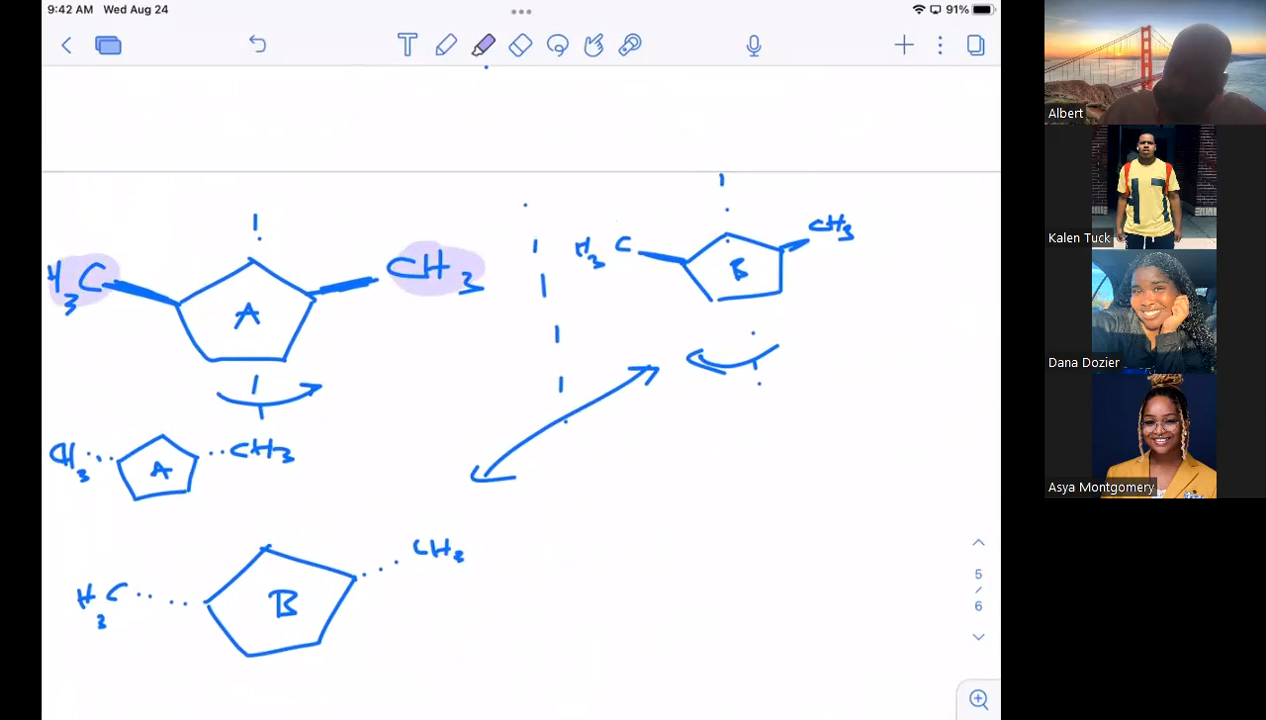 9:42 AM Wed Aug 24
91%
T
H3C
CH3
A
H3C
CH3
B
CH3
CH3
A
H3C
CH3
B
5
/
6
Albert
Kalen Tuck
Dana Dozier
Asya Montgomery